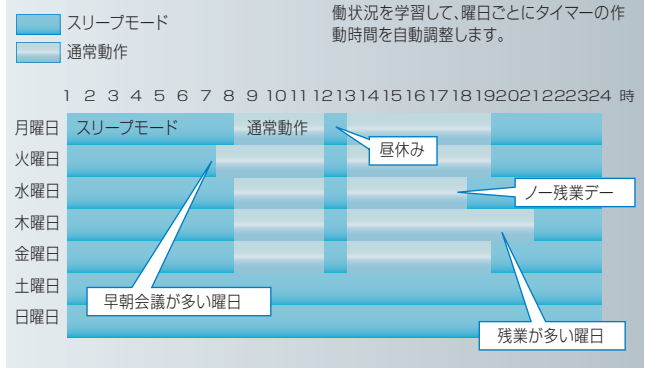 スリープモード
通常動作
働状況を学習して、曜日ごとにタイマーの作
動時間を自動調整します。
1 2 3 4 5 6 7 8 9 10 11 12 13 14 15 16 17 18 19 20 21 22 23 24 時
月曜日 スリープモード 通常動作
昼休み
火曜日
水曜日
ノー残業デー
木曜日
金曜日
土曜日
早朝会議が多い曜日
日曜日
残業が多い曜日